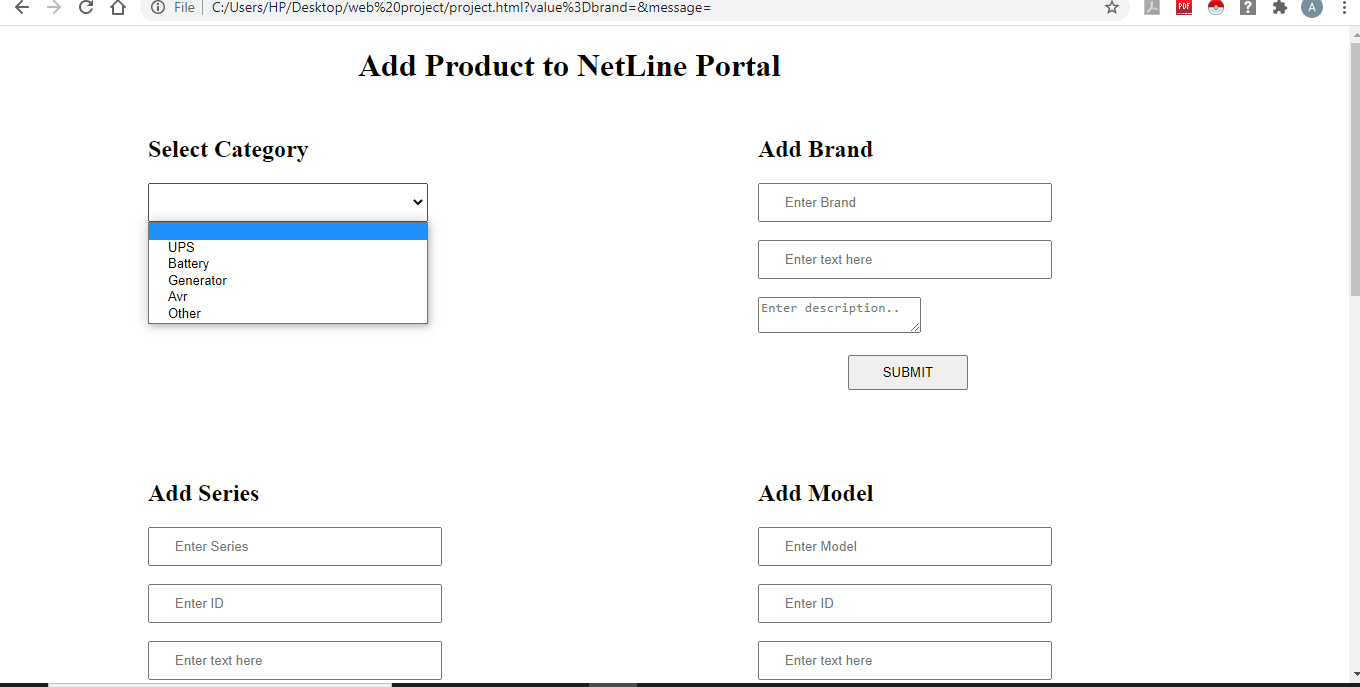 File C:/Users/HP/Desktop/web%20project/project.html?value%3Dbrand=&message=
PDF
?
A
Add Product to NetLine Portal
Select Category
UPS
Battery
Generator
Avr
Other
Add Brand
Enter Brand
Enter text here
Enter description..
SUBMIT
Add Series
Enter Series
Enter ID
Enter text here
Add Model
Enter Model
Enter ID
Enter text here